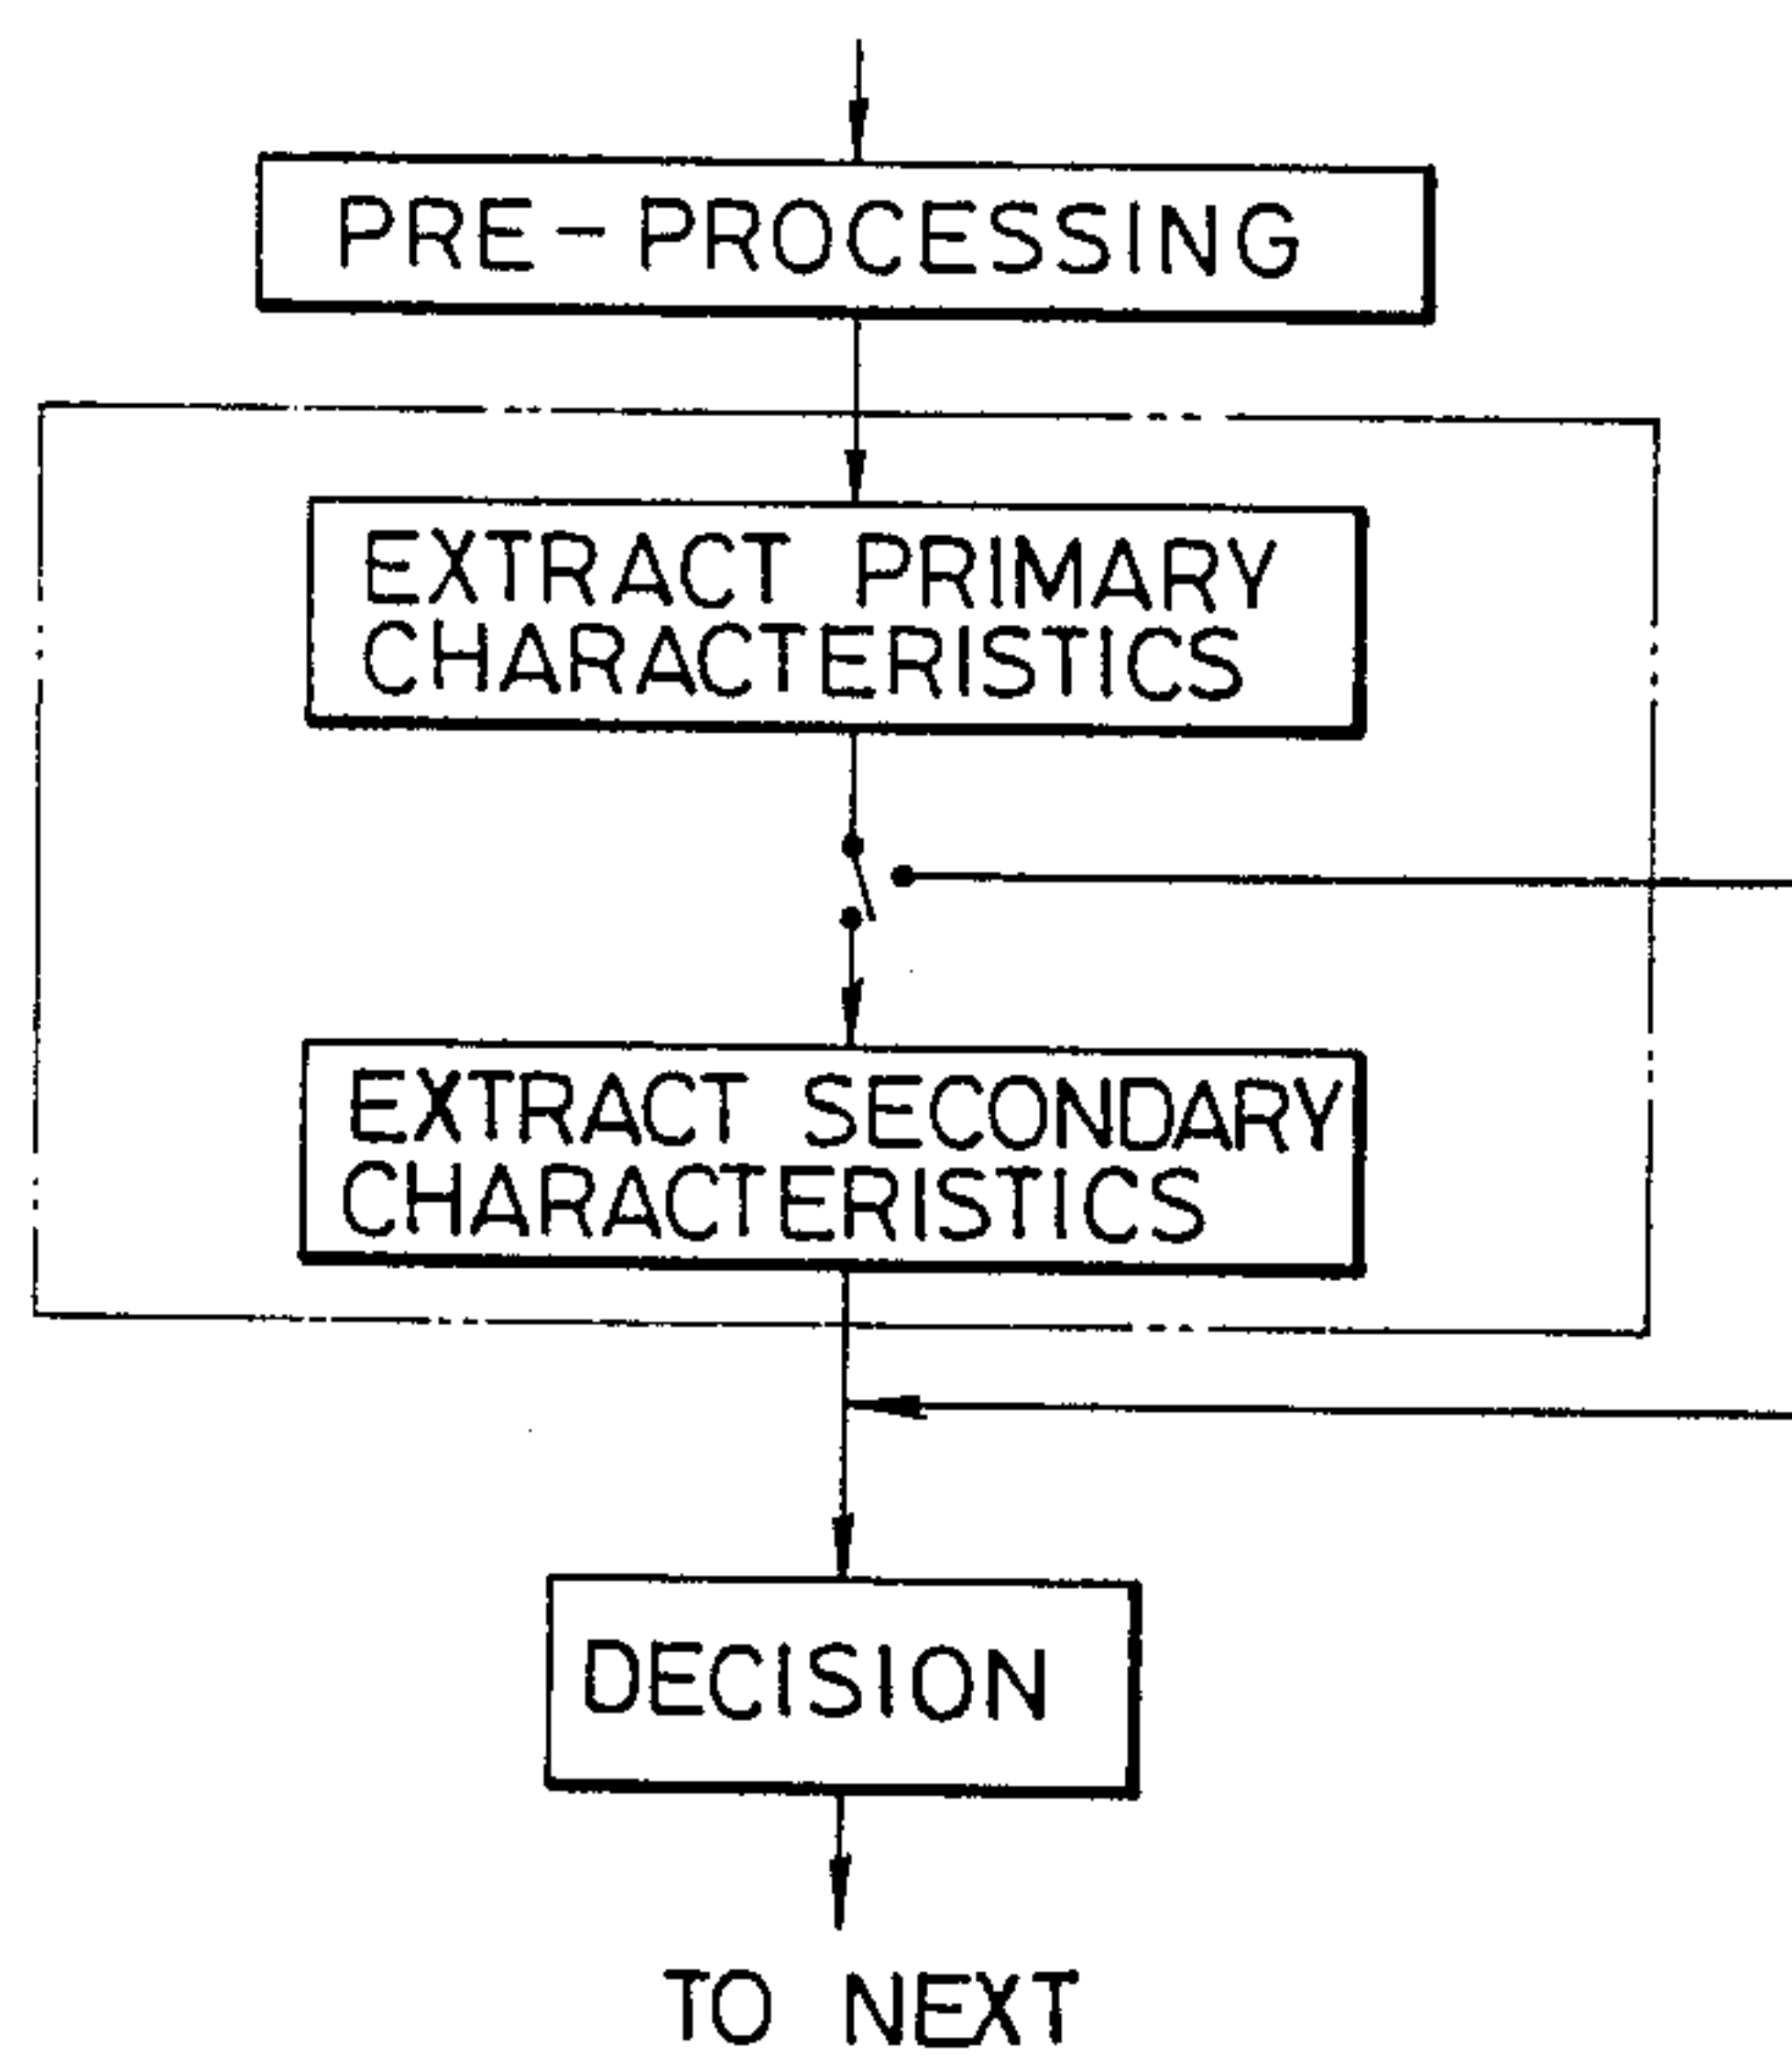 PRE-PROCESSING
EXTRACT PRIMARY
CHARACTERISTICS
EXTRACT SECONDARY
CHARACTERISTICS
DECISION
TO NEXT